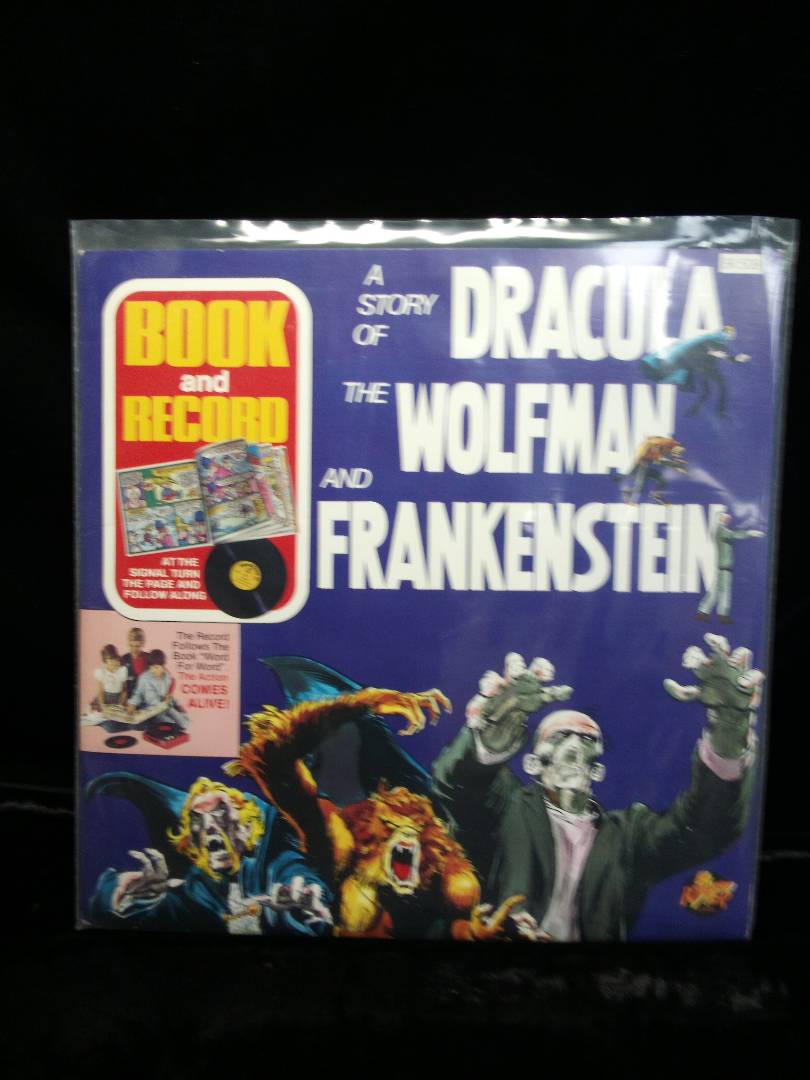 BOOK
and
RECORD
AT THE
SIGNAL TURN
THE PAGE AND
FOLLOW ALONG
A
STORY
OF
DRACULA
THE
WOLFMAN
AND
FRANKENSTEIN
The Record
Follows The
Book "Word
For Word".
The Action
COMES
ALIVE!